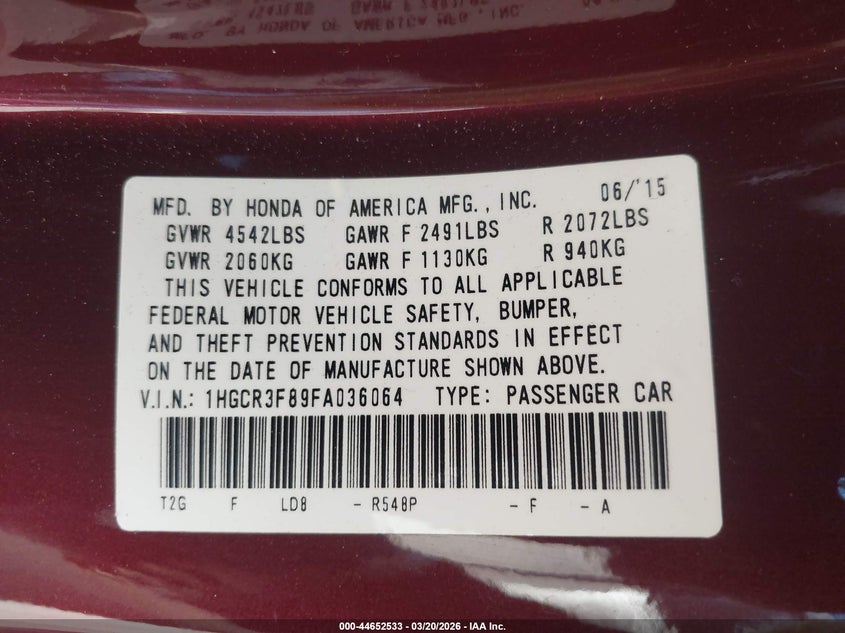 MFD. BY HONDA OF AMERICA MFG., INC. 06/'15
GVWR 4542LBS GAWR F 2491LBS R 2072LBS
GVWR 2060KG GAWR F 1130KG R 940KG
THIS VEHICLE CONFORMS TO ALL APPLICABLE
FEDERAL MOTOR VEHICLE SAFETY, BUMPER,
AND THEFT PREVENTION STANDARDS IN EFFECT
ON THE DATE OF MANUFACTURE SHOWN ABOVE.
V.I.N.: 1HGCR3F89FA036064 TYPE: PASSENGER CAR
T2G F LD8 - R548P - F - A
000-44652533 - 03/20/2026 - IAA Inc.